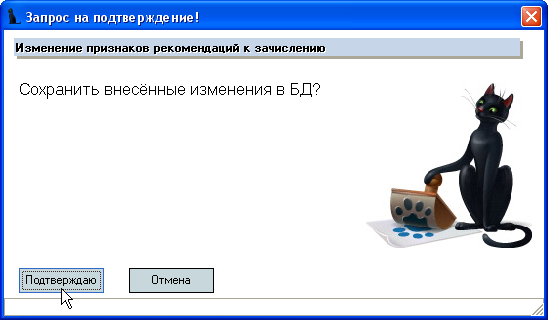 Запрос на подтверждение!
Изменение признаков рекомендаций к зачислению
Сохранить внесённые изменения в БД?
Подтверждаю
Отмена